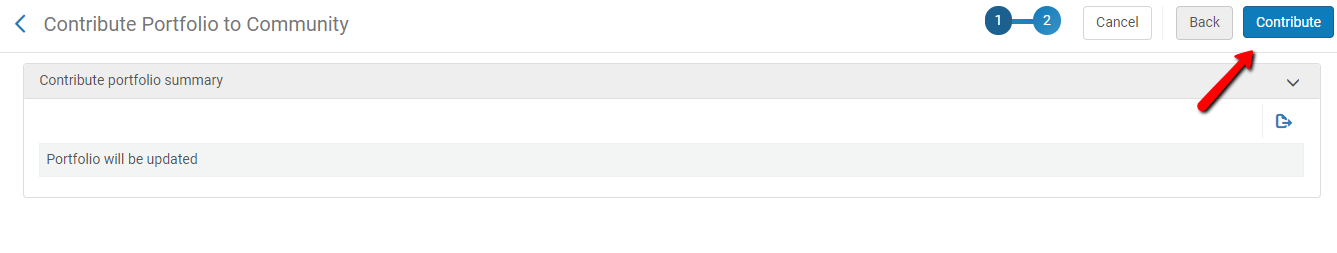 Contribute Portfolio to Community
1 2
Cancel
Back
Contribute
Contribute portfolio summary
Portfolio will be updated